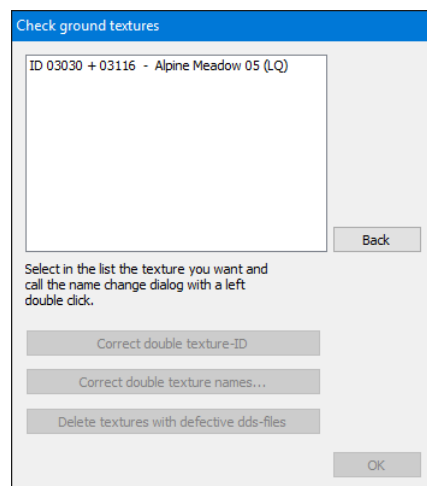 Check ground textures
ID 03030 + 03116 - Alpine Meadow 05 (LQ)
Back
Select in the list the texture you want and
call the name change dialog with a left
double click.
Correct double texture-ID
Correct double texture names...
Delete textures with defective dds-files
OK